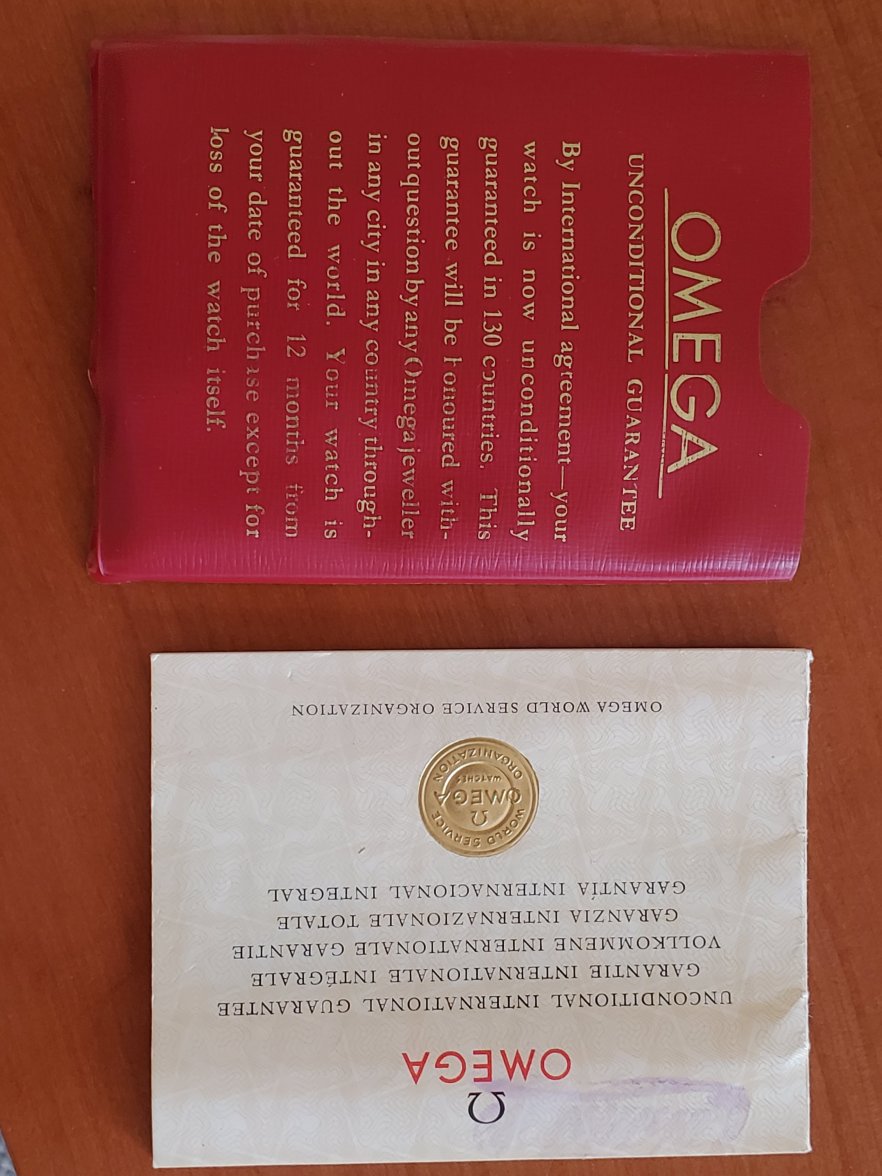 OMEGA
UNCONDITIONAL GUARANTEE
By International agreement—your
watch is now unconditionally
guaranteed in 130 countries. This
guarantee will be honoured with-
out question by any Omega jeweller
in any city in any country through-
out the world. Your watch is
guaranteed for 12 months from
your date of purchase except for
loss of the watch itself.
Ω
OMEGA
UNCONDITIONAL INTERNATIONAL GUARANTEE
GARANTIE INTERNATIONALE INTÉGRALE
VOLLKOMMENE INTERNATIONALE GARANTIE
GARANZIA INTERNAZIONALE TOTALE
GARANTÍA INTERNACIONAL INTEGRAL
WORLD SERVICE
Ω
OMEGA
WATCHES
ORGANIZATION
OMEGA WORLD SERVICE ORGANIZATION